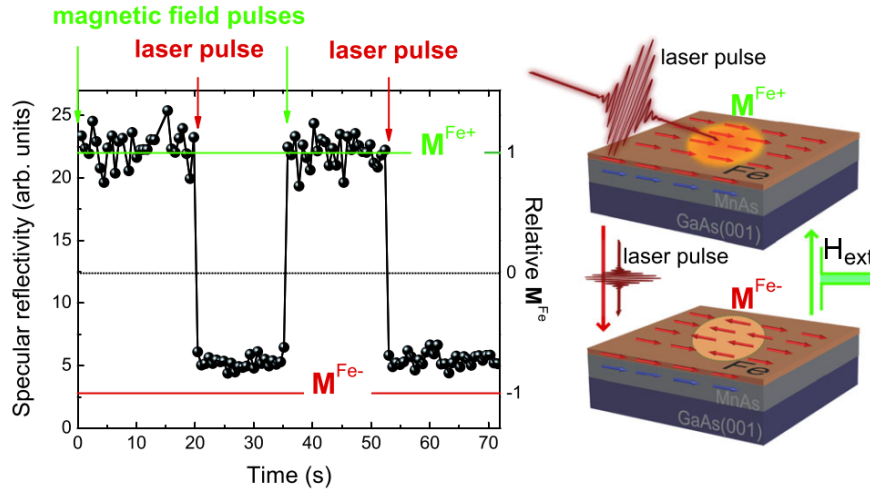 magnetic field pulses
laser pulse
laser pulse
Specular reflectivity (arb. units)
25
20
15
10
5
0
M^Fe+
M^Fe-
1
0
-1
Relative M^Fe
0
10
20
30
40
50
60
70
Time (s)
laser pulse
M^Fe+
Fe
MnAs
GaAs(001)
laser pulse
H_ext
M^Fe-
Fe
MnAs
GaAs(001)